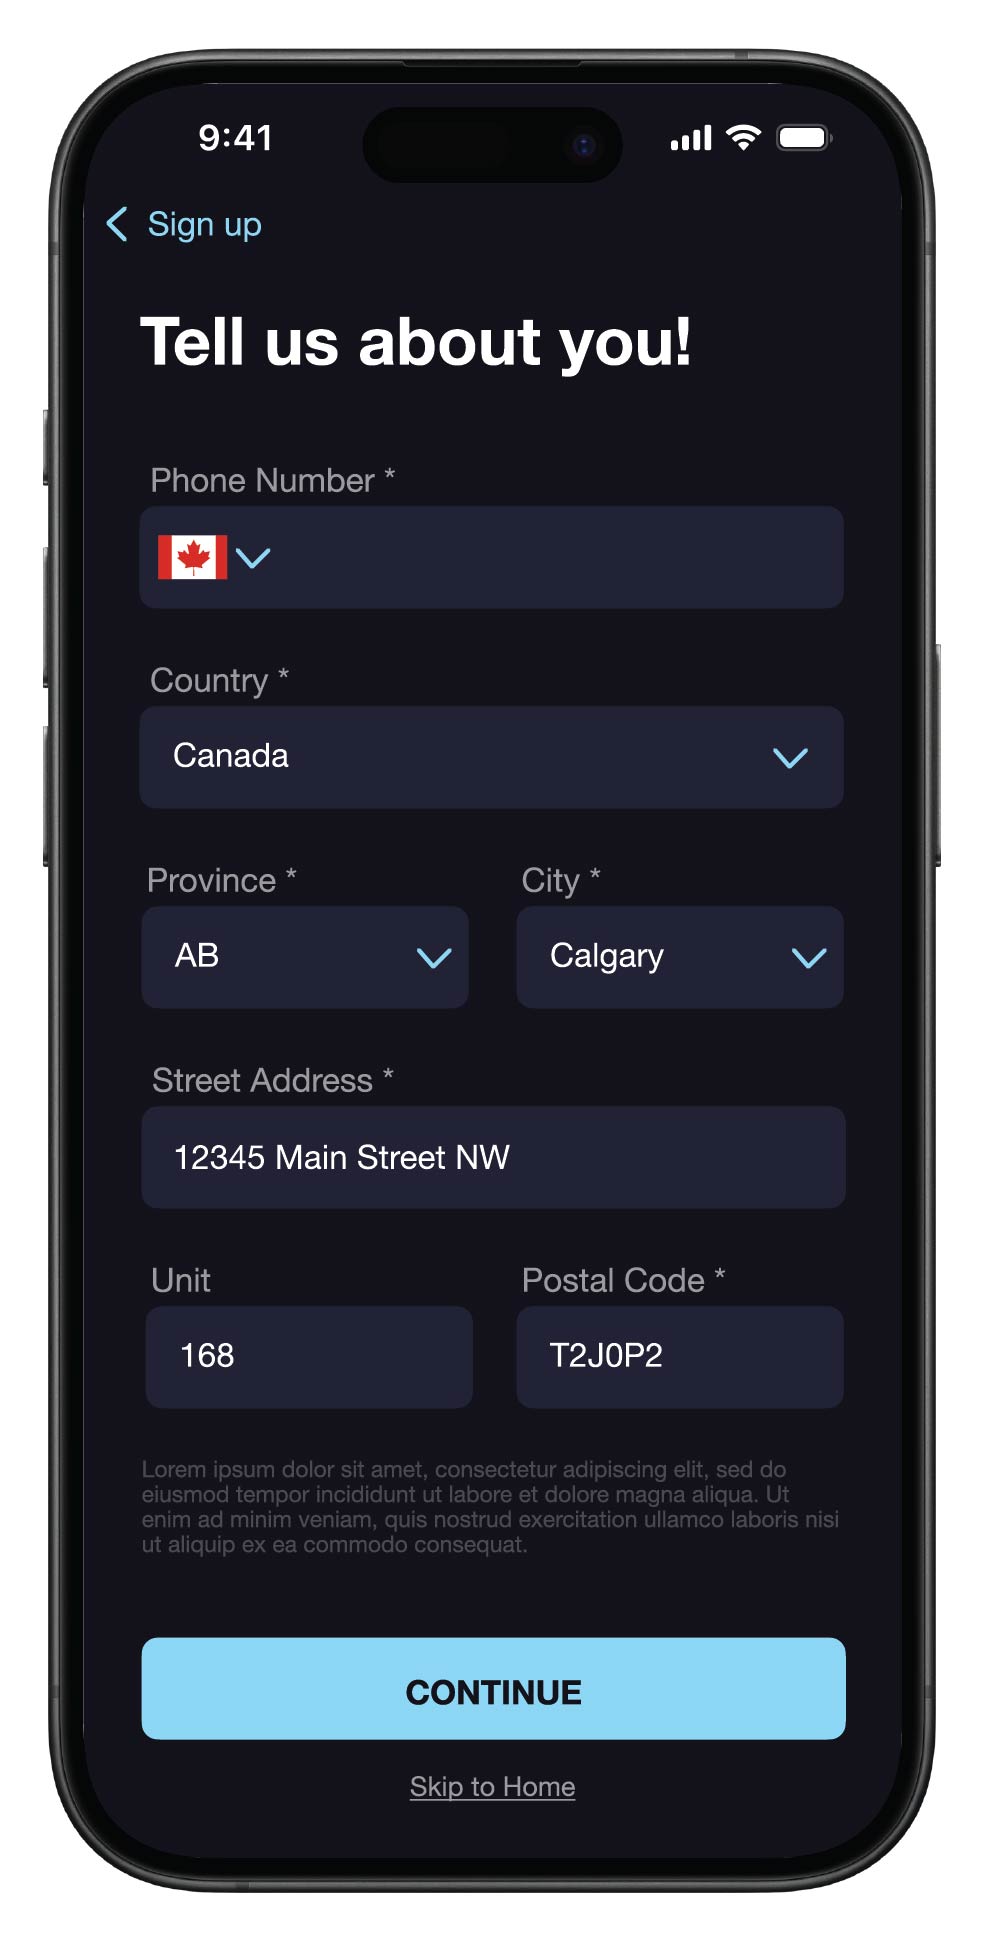 9:41
Sign up
Tell us about you!
Phone Number *
Country *
Canada
Province * City *
AB Calgary
Street Address *
12345 Main Street NW
Unit Postal Code *
168 T2J0P2
Lorem ipsum dolor sit amet, consectetur adipiscing elit, sed do
eiusmod tempor incididunt ut labore et dolore magna aliqua. Ut
enim ad minim veniam, quis nostrud exercitation ullamco laboris nisi
ut aliquip ex ea commodo consequat.
CONTINUE
Skip to Home